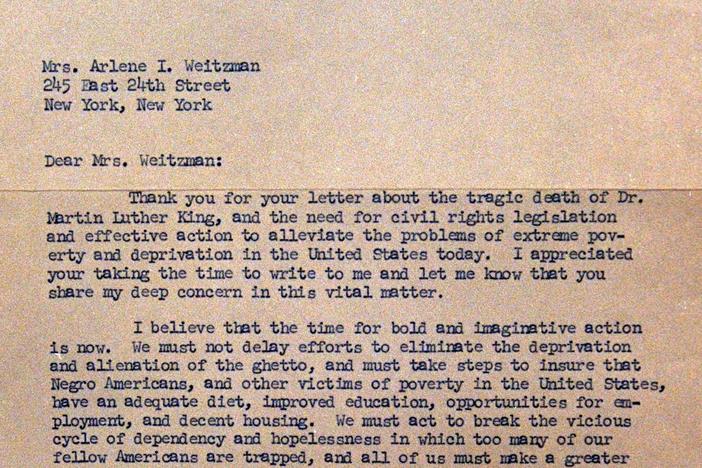 Mrs. Arlene I. Weitzman
245 East 24th Street
New York, New York
Dear Mrs. Weitzman:
Thank you for your letter about the tragic death of Dr.
Martin Luther King, and the need for civil rights legislation
and effective action to alleviate the problems of extreme pov-
erty and deprivation in the United States today. I appreciated
your taking the time to write to me and let me know that you
share my deep concern in this vital matter.
I believe that the time for bold and imaginative action
is now. We must not delay efforts to eliminate the deprivation
and alienation of the ghetto, and must take steps to insure that
Negro Americans, and other victims of poverty in the United States,
have an adequate diet, improved education, opportunities for em-
ployment, and decent housing. We must act to break the vicious
cycle of dependency and hopelessness in which too many of our
fellow Americans are trapped, and all of us must make a greater